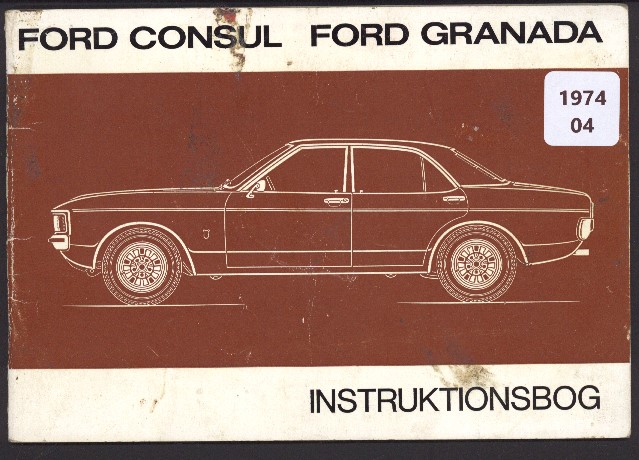 FORD CONSUL FORD GRANADA
1974
04
INSTRUKTIONSBOG